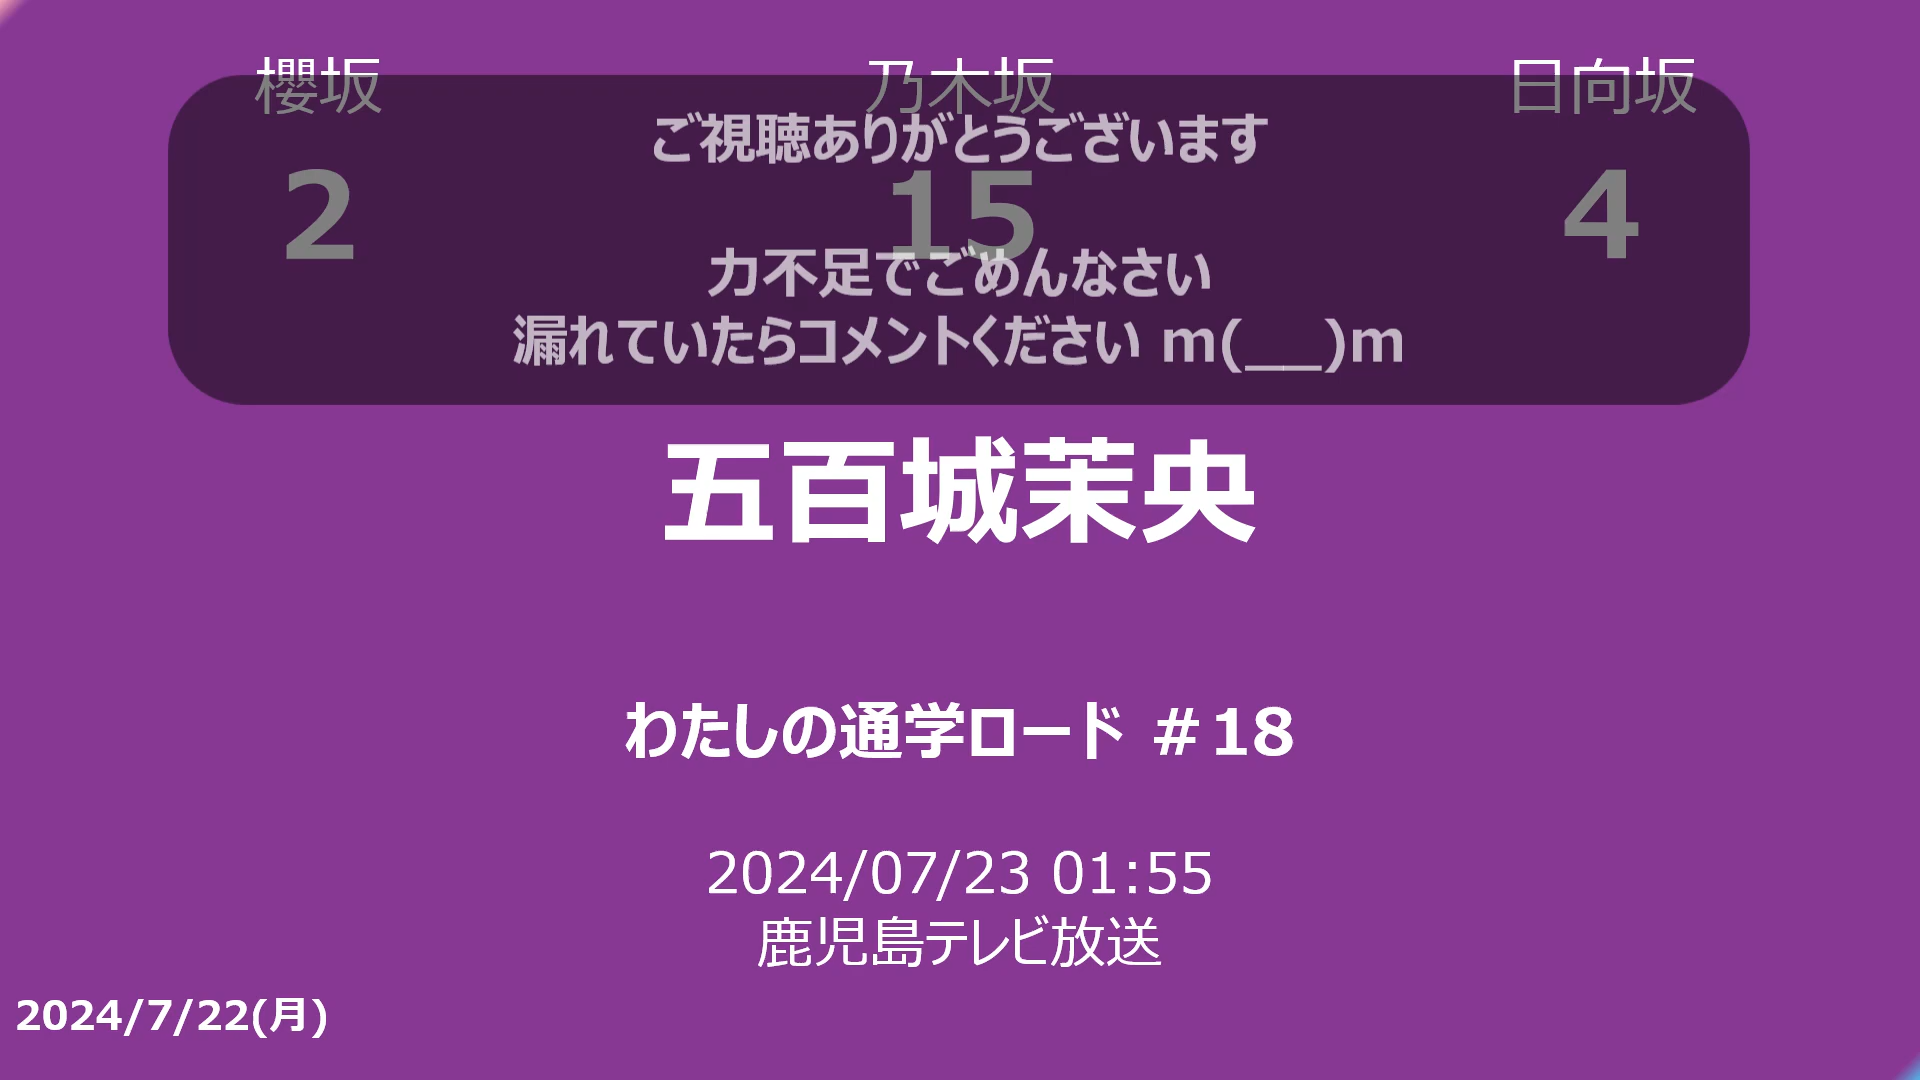 櫻坂 乃木坂 日向坂
ご視聴ありがとうございます
2 15 4
力不足でごめんなさい
漏れていたらコメントください m(__)m
五百城茉央
わたしの通学ロード ＃18
2024/07/23 01:55
鹿児島テレビ放送
2024/7/22(月)